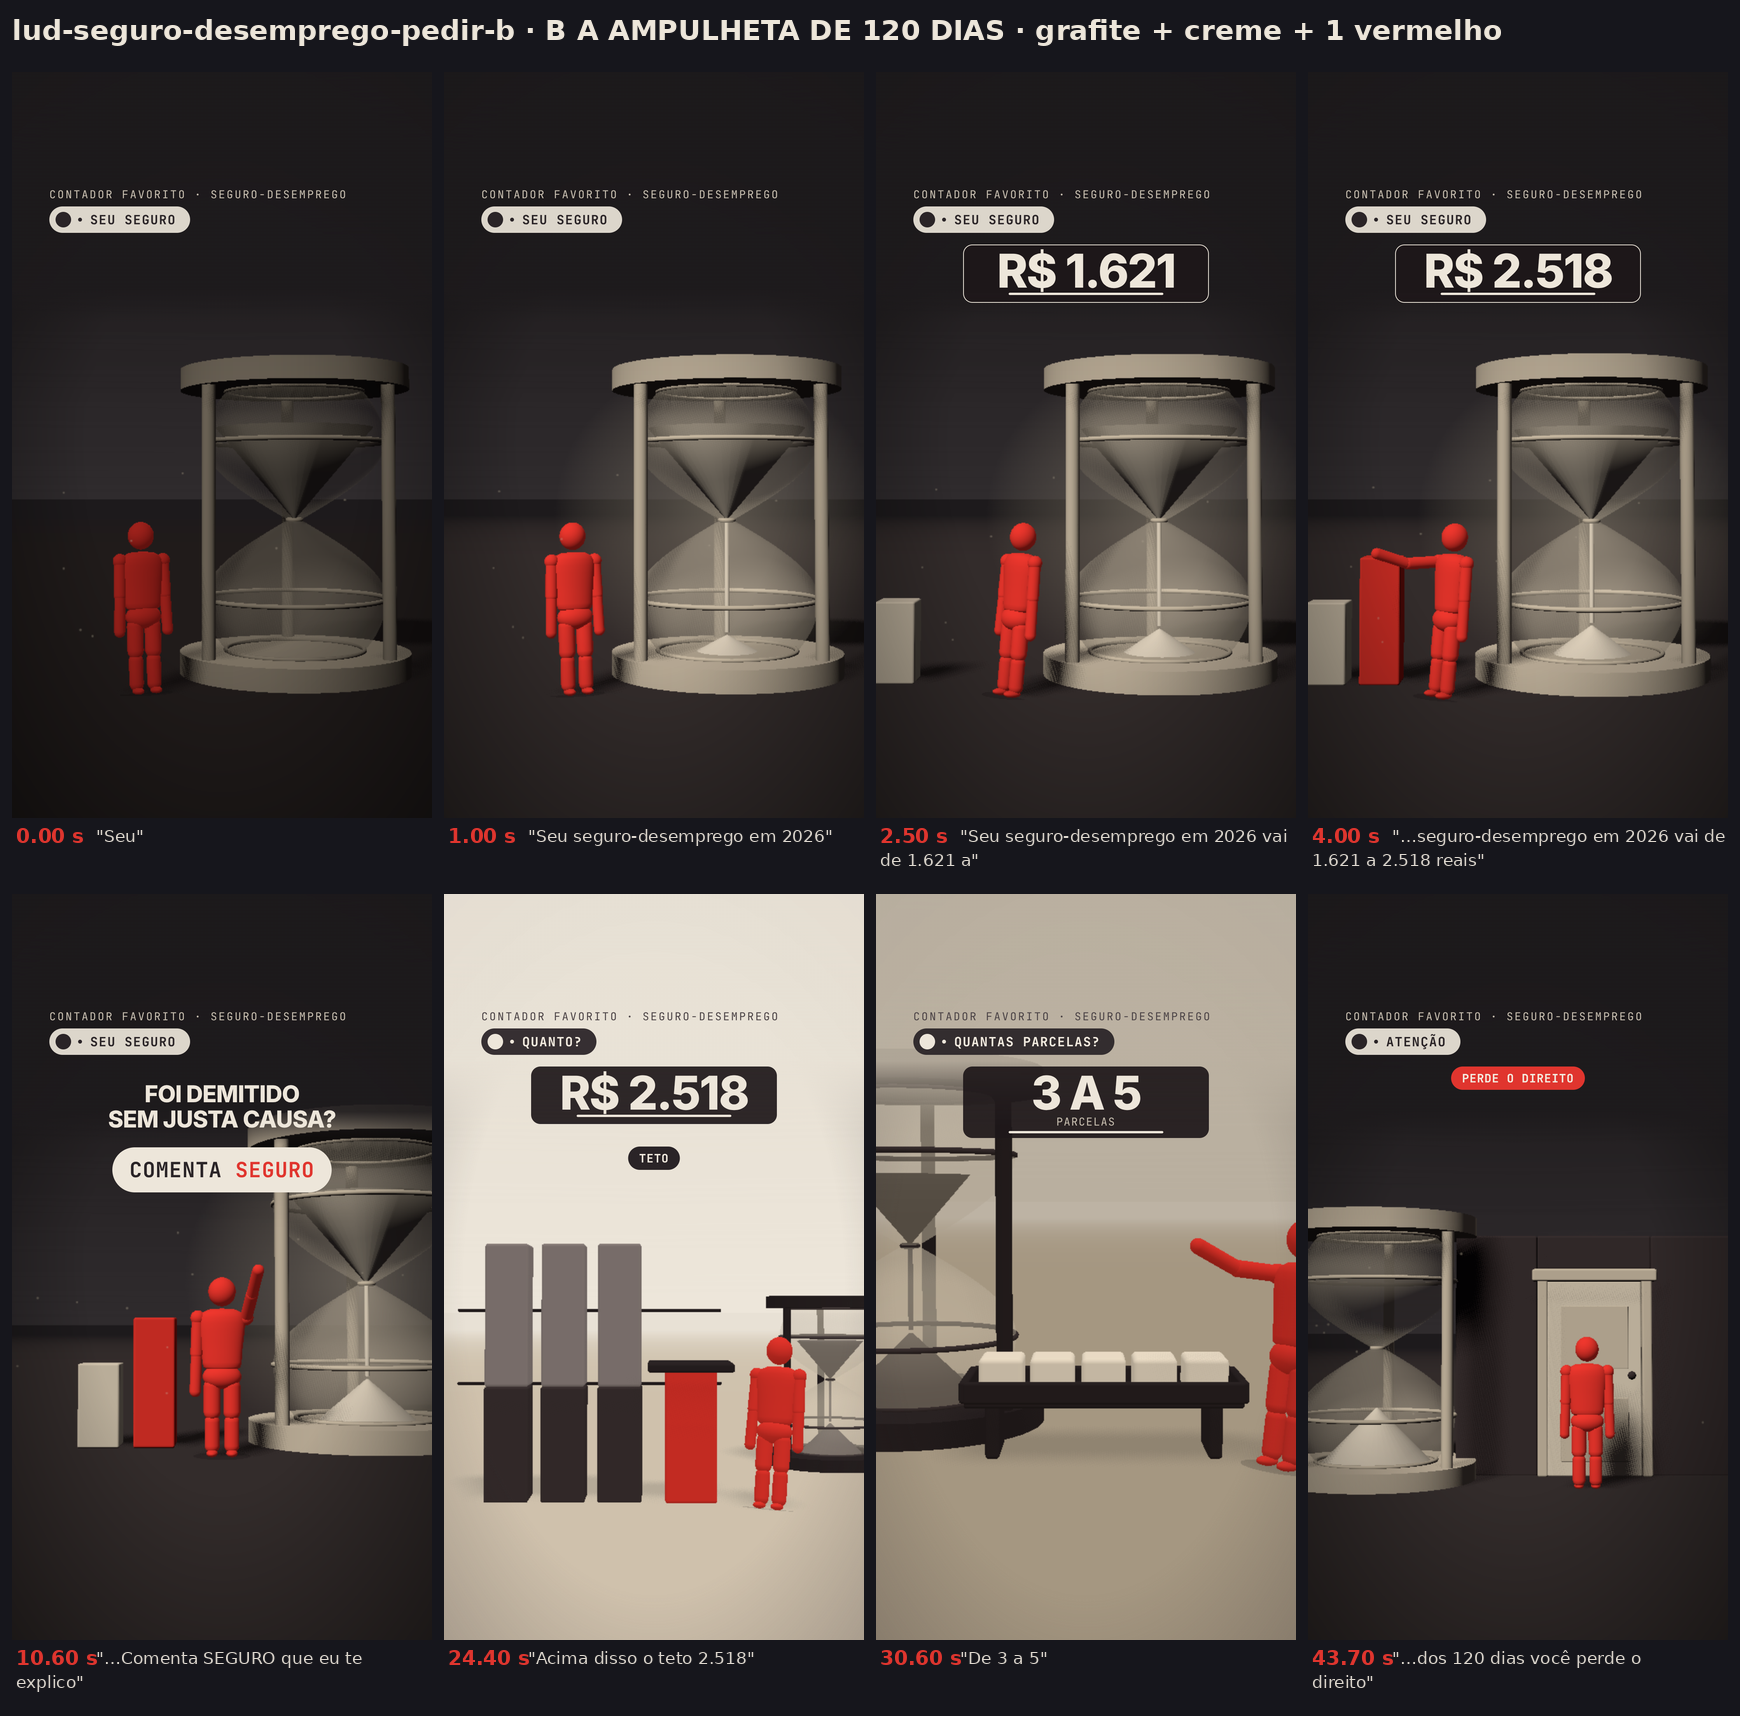 lud-seguro-desemprego-pedir-b · B A AMPULHETA DE 120 DIAS · grafite + creme + 1 vermelho
CONTADOR FAVORITO · SEGURO-DESEMPREGO
• SEU SEGURO
0.00 s "Seu"
CONTADOR FAVORITO · SEGURO-DESEMPREGO
• SEU SEGURO
1.00 s "Seu seguro-desemprego em 2026"
CONTADOR FAVORITO · SEGURO-DESEMPREGO
• SEU SEGURO
R$ 1.621
2.50 s "Seu seguro-desemprego em 2026 vai
de 1.621 a"
CONTADOR FAVORITO · SEGURO-DESEMPREGO
• SEU SEGURO
R$ 2.518
4.00 s "...seguro-desemprego em 2026 vai de
1.621 a 2.518 reais"
CONTADOR FAVORITO · SEGURO-DESEMPREGO
• SEU SEGURO
FOI DEMITIDO
SEM JUSTA CAUSA?
COMENTA SEGURO
10.60 s "...Comenta SEGURO que eu te
explico"
CONTADOR FAVORITO · SEGURO-DESEMPREGO
• QUANTO?
R$ 2.518
TETO
24.40 s "Acima disso o teto 2.518"
CONTADOR FAVORITO · SEGURO-DESEMPREGO
• QUANTAS PARCELAS?
3 A 5
PARCELAS
30.60 s "De 3 a 5"
CONTADOR FAVORITO · SEGURO-DESEMPREGO
• ATENÇÃO
PERDE O DIREITO
43.70 s "...dos 120 dias você perde o
direito"